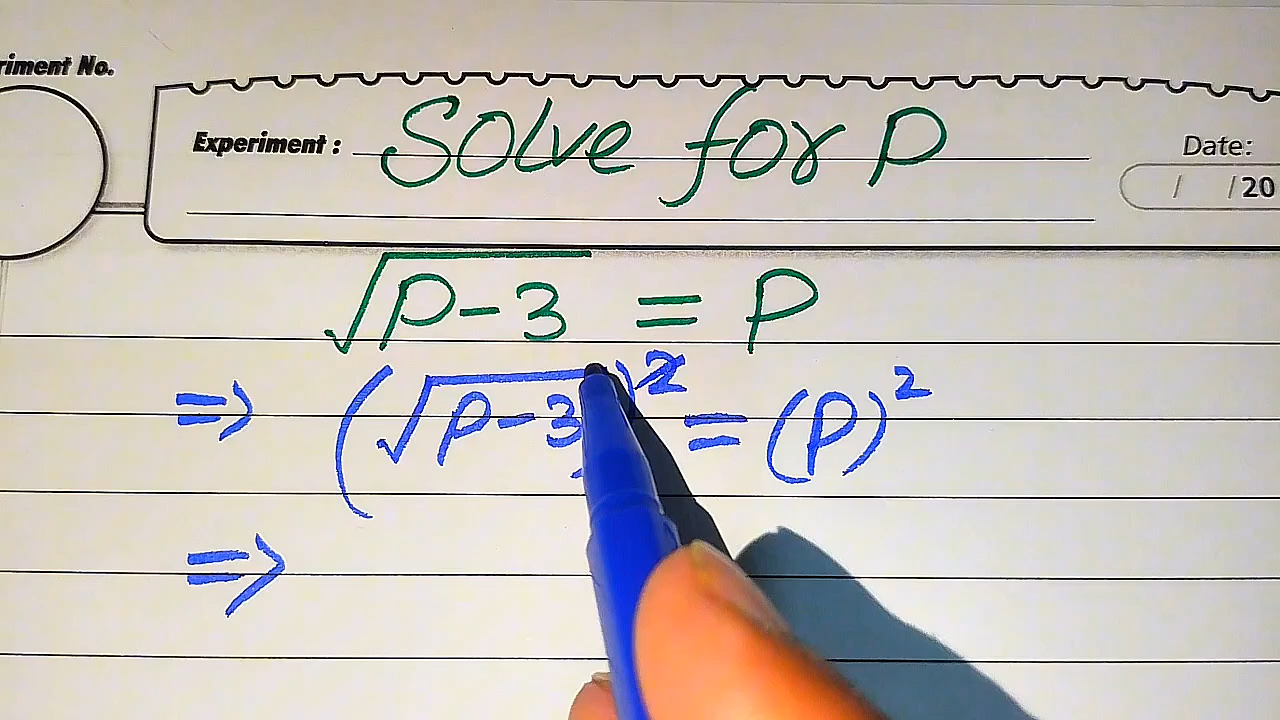 riment No.
Experiment : Solve for P
Date:
/ /20
√P-3 = P
=> (√P-3)² = (P)²
=>